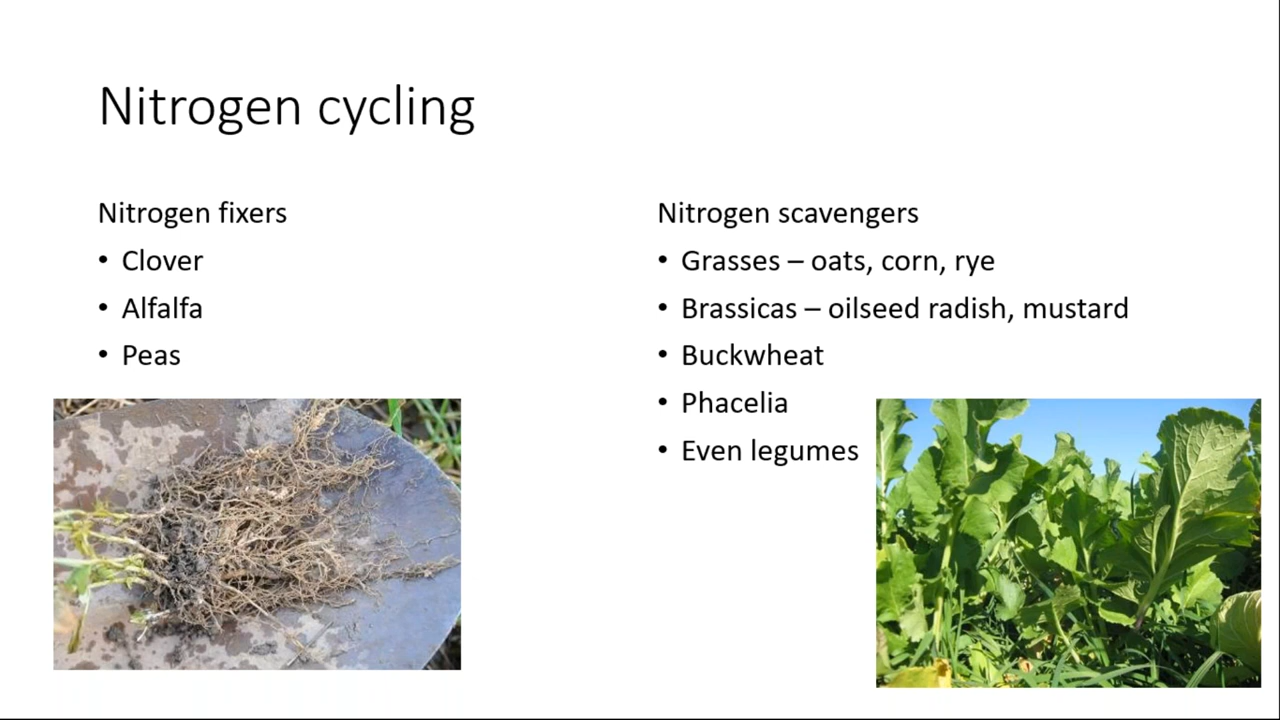 Nitrogen cycling
Nitrogen fixers
• Clover
• Alfalfa
• Peas
Nitrogen scavengers
• Grasses – oats, corn, rye
• Brassicas – oilseed radish, mustard
• Buckwheat
• Phacelia
• Even legumes